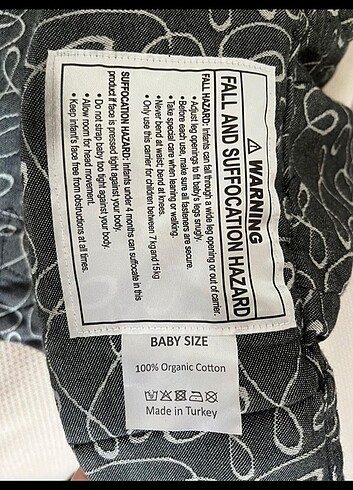 ⚠ WARNING
FALL AND SUFFOCATION HAZARD
FALL HAZARD: Infants can fall through a wide leg opening or out of carrier.
• Adjust leg openings to fit baby's legs snugly.
• Before each use, make sure all fasteners are secure.
• Take special care when leaning or walking.
• Never bend at waist; bend at knees.
• Only use this carrier for children between 7kg and 15kg
SUFFOCATION HAZARD: Infants under 4 months can suffocate in this
product if face is pressed tight against your body.
• Do not strap baby too tight against your body.
• Allow room for head movement.
• Keep infant's face free from obstructions at all times.
BABY SIZE
100% Organic Cotton
Made in Turkey